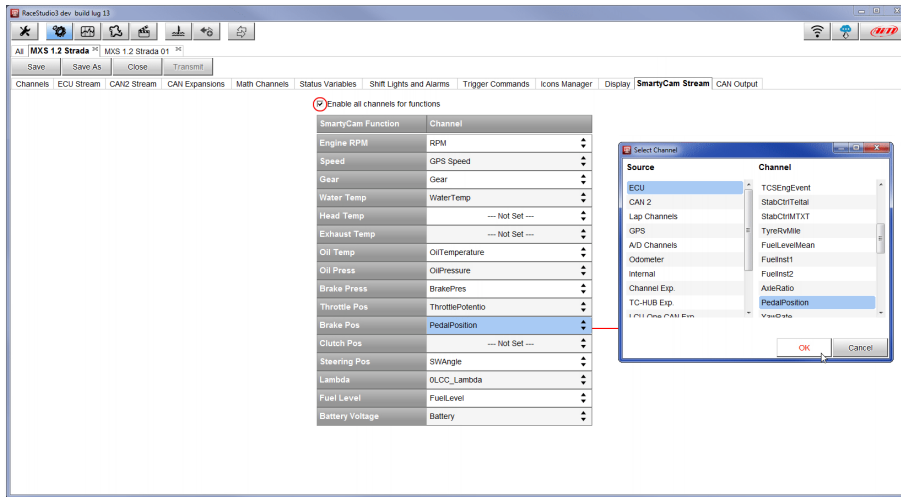 RaceStudio3 dev build lug 13
AiM
All MXS 1.2 Strada MXS 1.2 Strada 01
Save Save As Close Transmit
Channels ECU Stream CAN2 Stream CAN Expansions Math Channels Status Variables Shift Lights and Alarms Trigger Commands Icons Manager Display SmartyCam Stream CAN Output
Enable all channels for functions
SmartyCam Function Channel
Engine RPM RPM
Speed GPS Speed
Gear Gear
Water Temp WaterTemp
Head Temp --- Not Set ---
Exhaust Temp --- Not Set ---
Oil Temp OilTemperature
Oil Press OilPressure
Brake Press BrakePres
Throttle Pos ThrottlePotentio
Brake Pos PedalPosition
Clutch Pos --- Not Set ---
Steering Pos SWAngle
Lambda 0LCC_Lambda
Fuel Level FuelLevel
Battery Voltage Battery
Select Channel
Source Channel
ECU TCSEngEvent
CAN 2 StabCtrlTeltal
Lap Channels StabCtrlMTXT
GPS TyreRvMile
A/D Channels FuelLevelMean
Odometer FuelInst1
Internal FuelInst2
Channel Exp. AxleRatio
TC-HUB Exp. PedalPosition
LCU One CAN Exp YawRate
OK Cancel